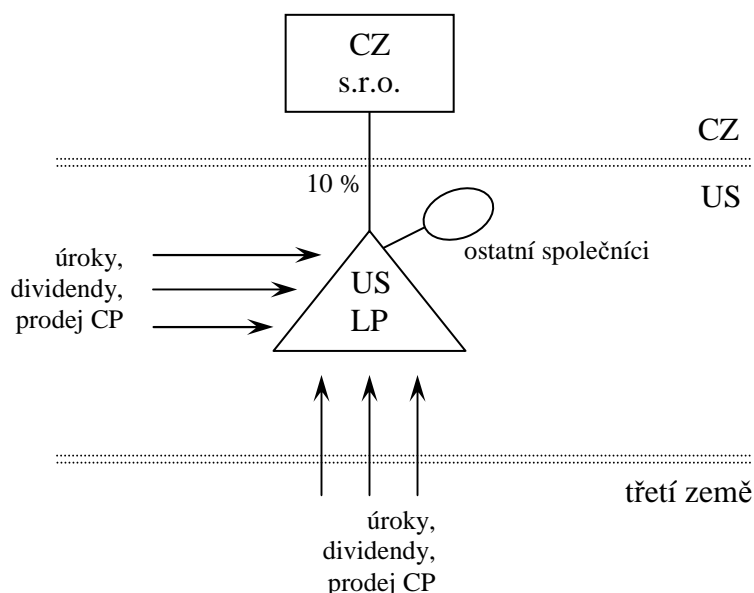 CZ
s.r.o.
CZ
10 %
US
ostatní společníci
úroky,
dividendy,
prodej CP
US
LP
třetí země
úroky,
dividendy,
prodej CP